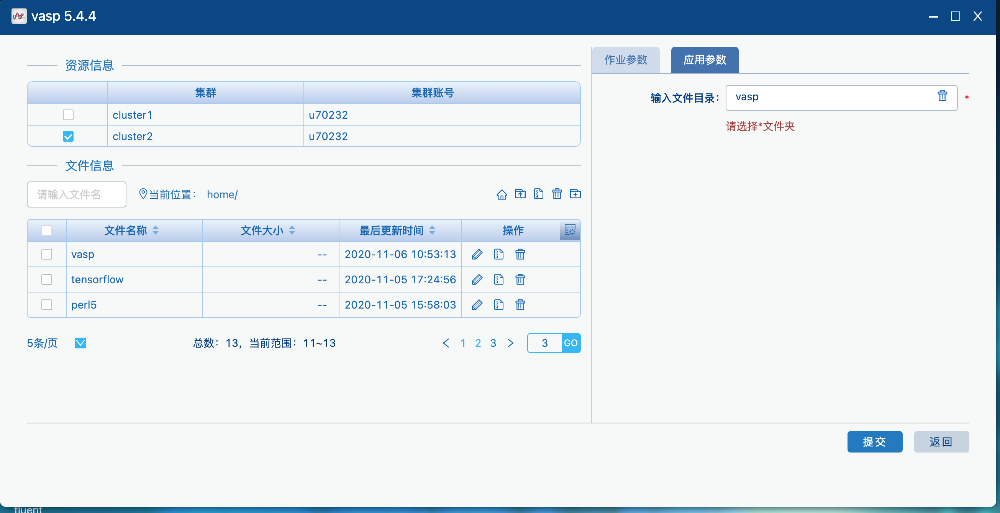 vasp 5.4.4
资源信息
集群 集群账号
cluster1 u70232
cluster2 u70232
文件信息
请输入文件名
当前位置： home/
文件名称 文件大小 最后更新时间 操作
vasp -- 2020-11-06 10:53:13
tensorflow -- 2020-11-05 17:24:56
perl5 -- 2020-11-05 15:58:03
5条/页 总数：13，当前范围：11~13 < 1 2 3 > 3 GO
作业参数 应用参数
输入文件目录： vasp *
请选择*文件夹
提交 返回
fluent